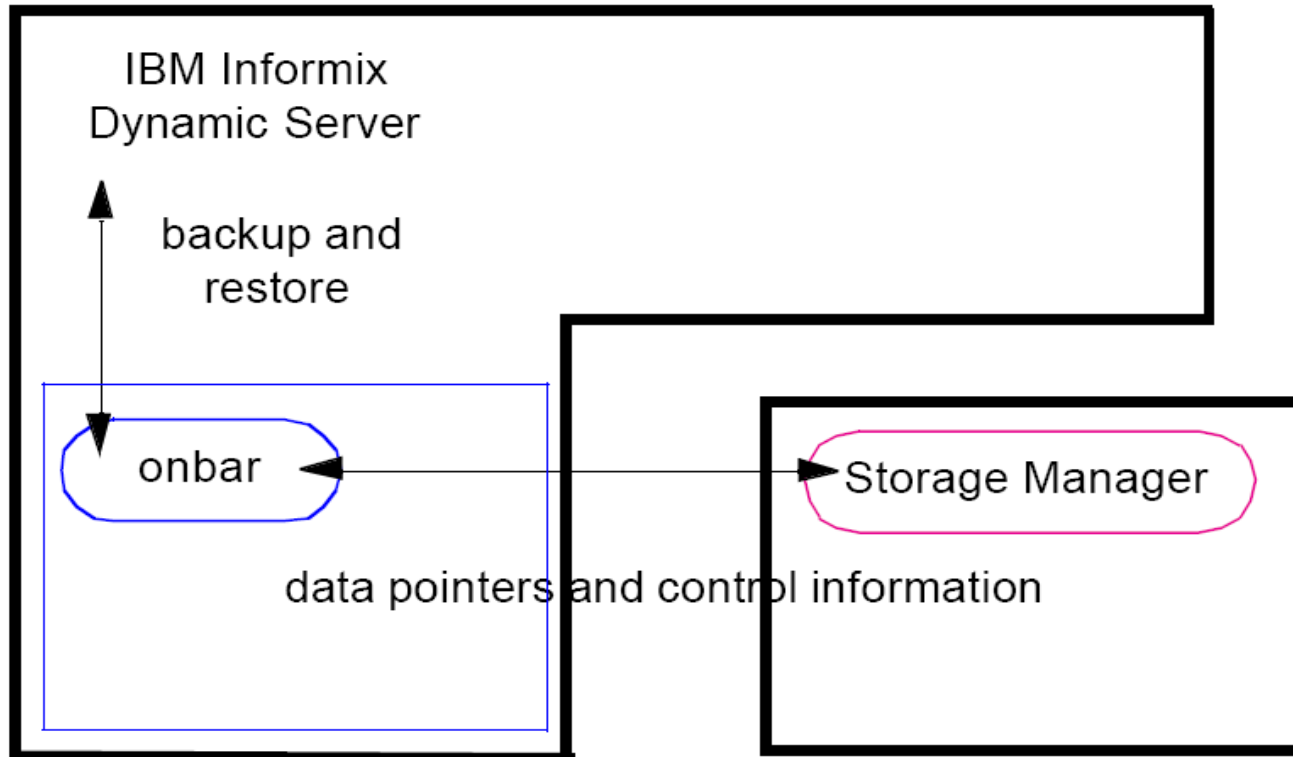 IBM Informix
Dynamic Server
backup and
restore
onbar
Storage Manager
data pointers and control information